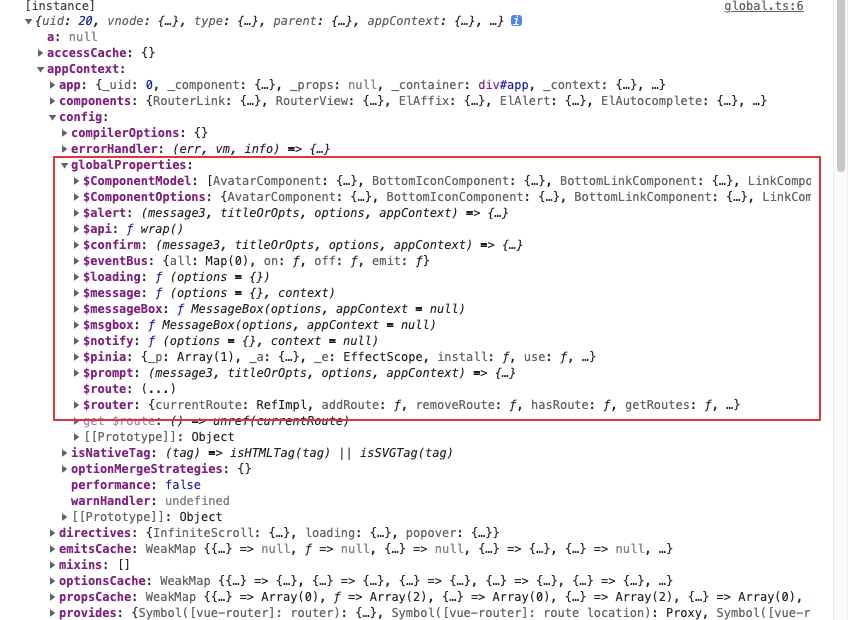 [instance] global.ts:6
▼{uid: 20, vnode: {…}, type: {…}, parent: {…}, appContext: {…}, …} i
a: null
▶accessCache: {}
▼appContext:
▶app: {_uid: 0, _component: {…}, _props: null, _container: div#app, _context: {…}, …}
▶components: {RouterLink: {…}, RouterView: {…}, ElAffix: {…}, ElAlert: {…}, ElAutocomplete: {…}, …}
▼config:
▶compilerOptions: {}
▶errorHandler: (err, vm, info) => {…}
▼globalProperties:
▶$ComponentModel: [AvatarComponent: {…}, BottomIconComponent: {…}, BottomLinkComponent: {…}, LinkCompo
▶$ComponentOptions: {AvatarComponent: {…}, BottomIconComponent: {…}, BottomLinkComponent: {…}, LinkCom
▶$alert: (message3, titleOrOpts, options, appContext) => {…}
▶$api: ƒ wrap()
▶$confirm: (message3, titleOrOpts, options, appContext) => {…}
▶$eventBus: {all: Map(0), on: ƒ, off: ƒ, emit: ƒ}
▶$loading: ƒ (options = {})
▶$message: ƒ (options = {}, context)
▶$messageBox: ƒ MessageBox(options, appContext = null)
▶$msgbox: ƒ MessageBox(options, appContext = null)
▶$notify: ƒ (options = {}, context = null)
▶$pinia: {_p: Array(1), _a: {…}, _e: EffectScope, install: ƒ, use: ƒ, …}
▶$prompt: (message3, titleOrOpts, options, appContext) => {…}
$route: (...)
▶$router: {currentRoute: RefImpl, addRoute: ƒ, removeRoute: ƒ, hasRoute: ƒ, getRoutes: ƒ, …}
▶get $route: () => unref(currentRoute)
▶[[Prototype]]: Object
▶isNativeTag: (tag) => isHTMLTag(tag) || isSVGTag(tag)
▶optionMergeStrategies: {}
performance: false
warnHandler: undefined
▶[[Prototype]]: Object
▶directives: {InfiniteScroll: {…}, loading: {…}, popover: {…}}
▶emitsCache: WeakMap {{…} => null, ƒ => null, {…} => null, {…} => {…}, {…} => null, …}
▶mixins: []
▶optionsCache: WeakMap {{…} => {…}, {…} => {…}, {…} => {…}, {…} => {…}, {…} => {…}, …}
▶propsCache: WeakMap {{…} => Array(0), ƒ => Array(2), {…} => Array(0), {…} => Array(2), {…} => Array(0),
▶provides: {Symbol([vue-router]: router): {…}, Symbol([vue-router]: route location): Proxy, Symbol([vue-r